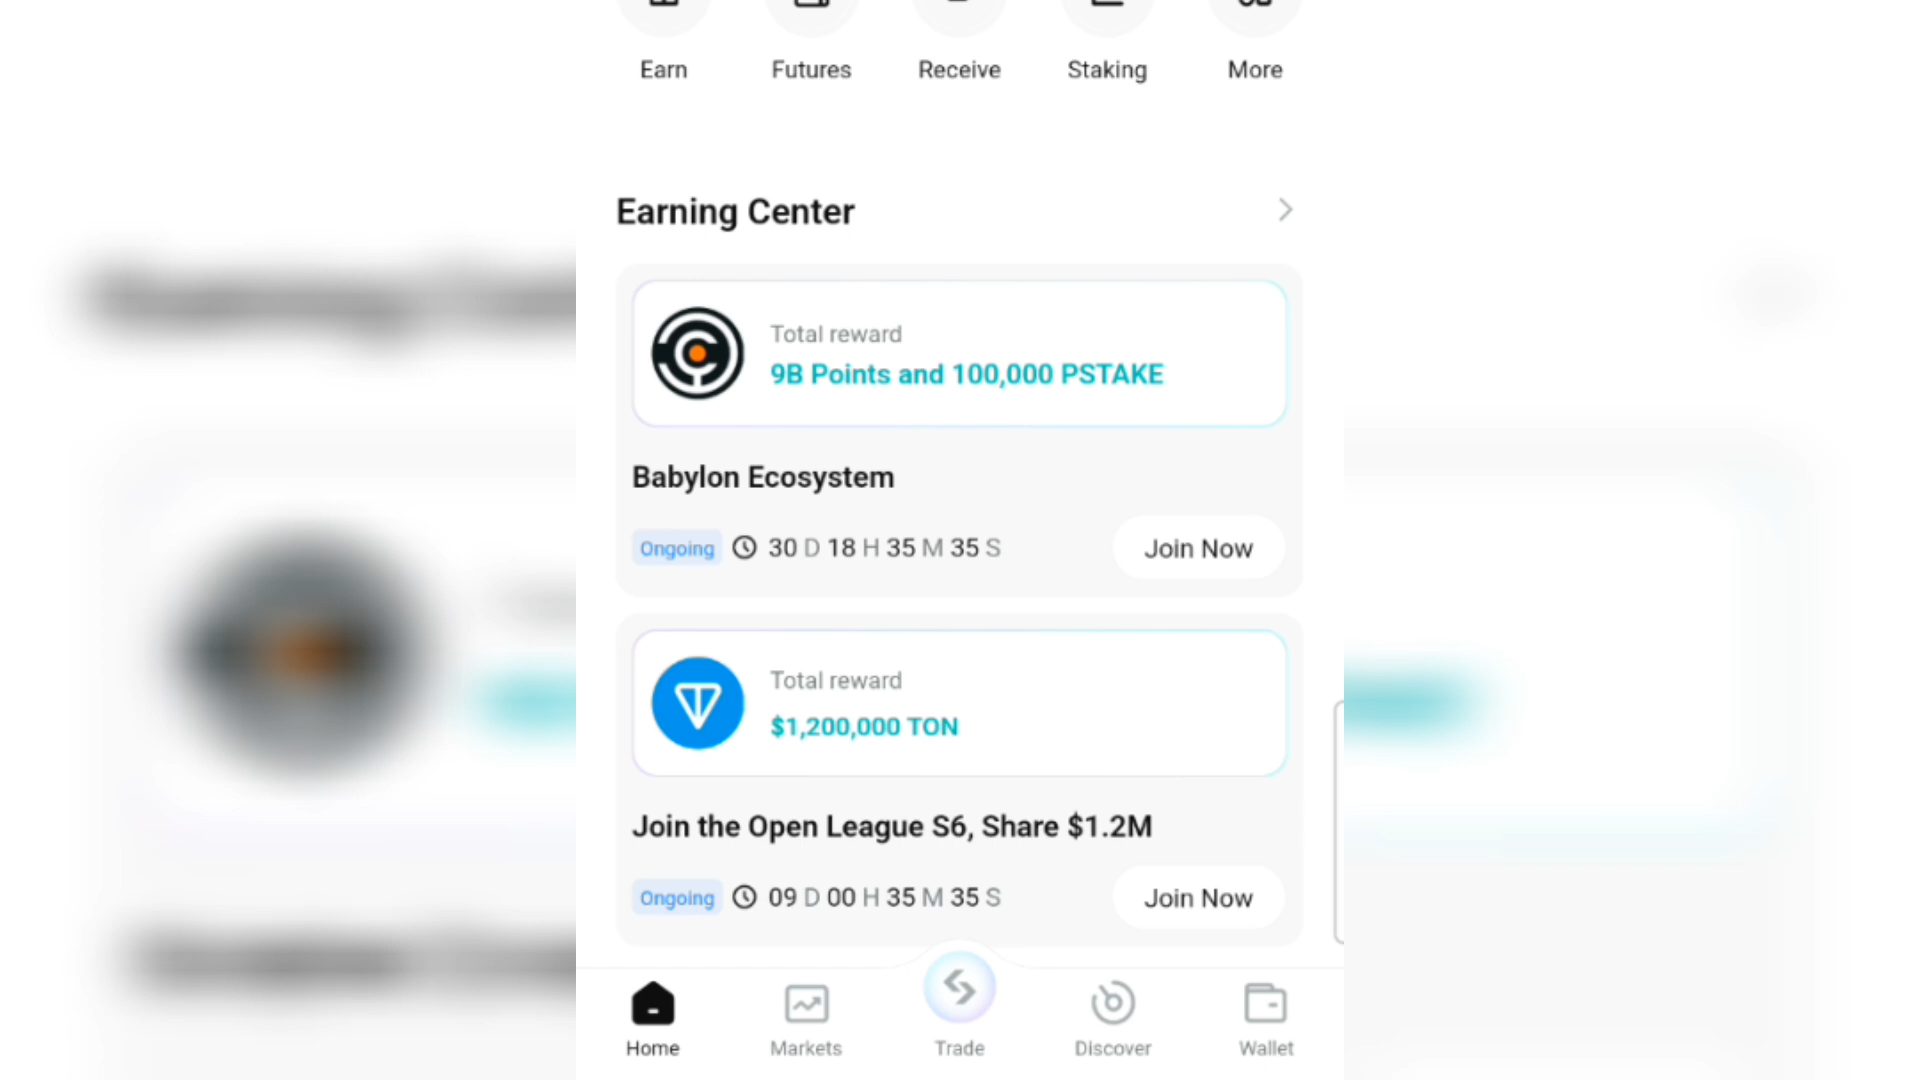 Earn
Futures
Receive
Staking
More
Earning Center
Total reward
9B Points and 100,000 PSTAKE
Babylon Ecosystem
Ongoing 30 D 18 H 35 M 35 S
Join Now
Total reward
$1,200,000 TON
Join the Open League S6, Share $1.2M
Ongoing 09 D 00 H 35 M 35 S
Join Now
Home
Markets
Trade
Discover
Wallet